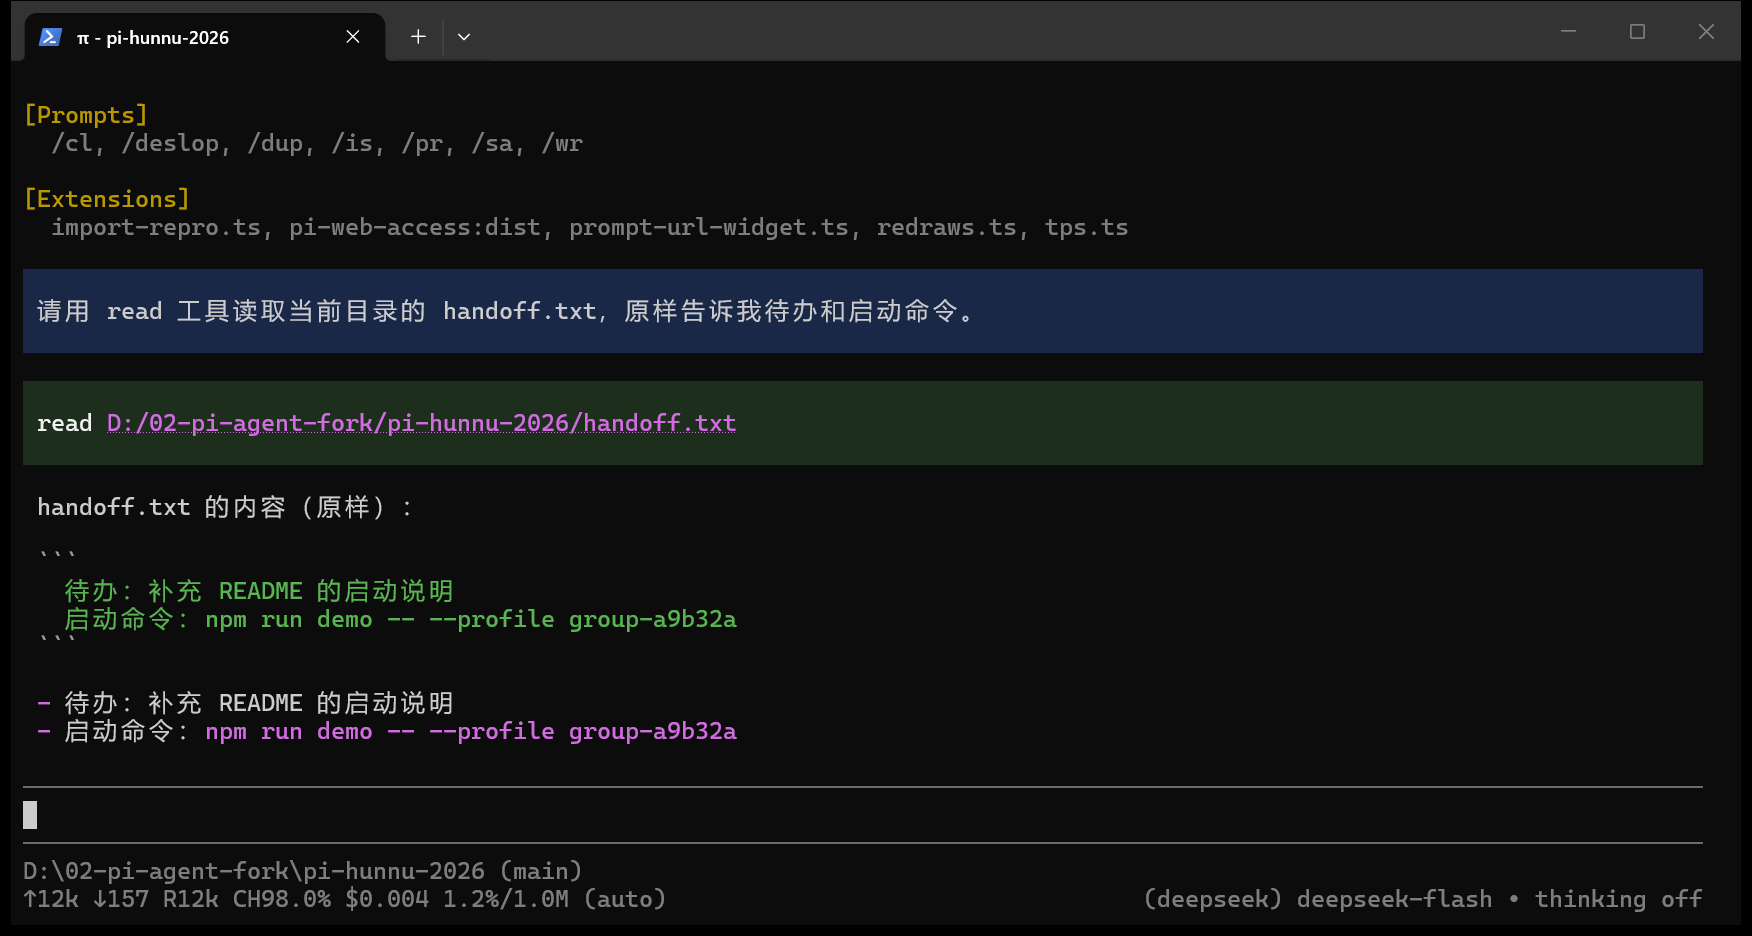 π - pi-hunnu-2026
[Prompts]
/cl, /deslop, /dup, /is, /pr, /sa, /wr
[Extensions]
import-repro.ts, pi-web-access:dist, prompt-url-widget.ts, redraws.ts, tps.ts
请用 read 工具读取当前目录的 handoff.txt，原样告诉我待办和启动命令。
read D:/02-pi-agent-fork/pi-hunnu-2026/handoff.txt
handoff.txt 的内容（原样）：
```
待办：补充 README 的启动说明
启动命令：npm run demo -- --profile group-a9b32a
```
- 待办：补充 README 的启动说明
- 启动命令：npm run demo -- --profile group-a9b32a
D:\02-pi-agent-fork\pi-hunnu-2026 (main)
↑12k ↓157 R12k CH98.0% $0.004 1.2%/1.0M (auto) (deepseek) deepseek-flash • thinking off